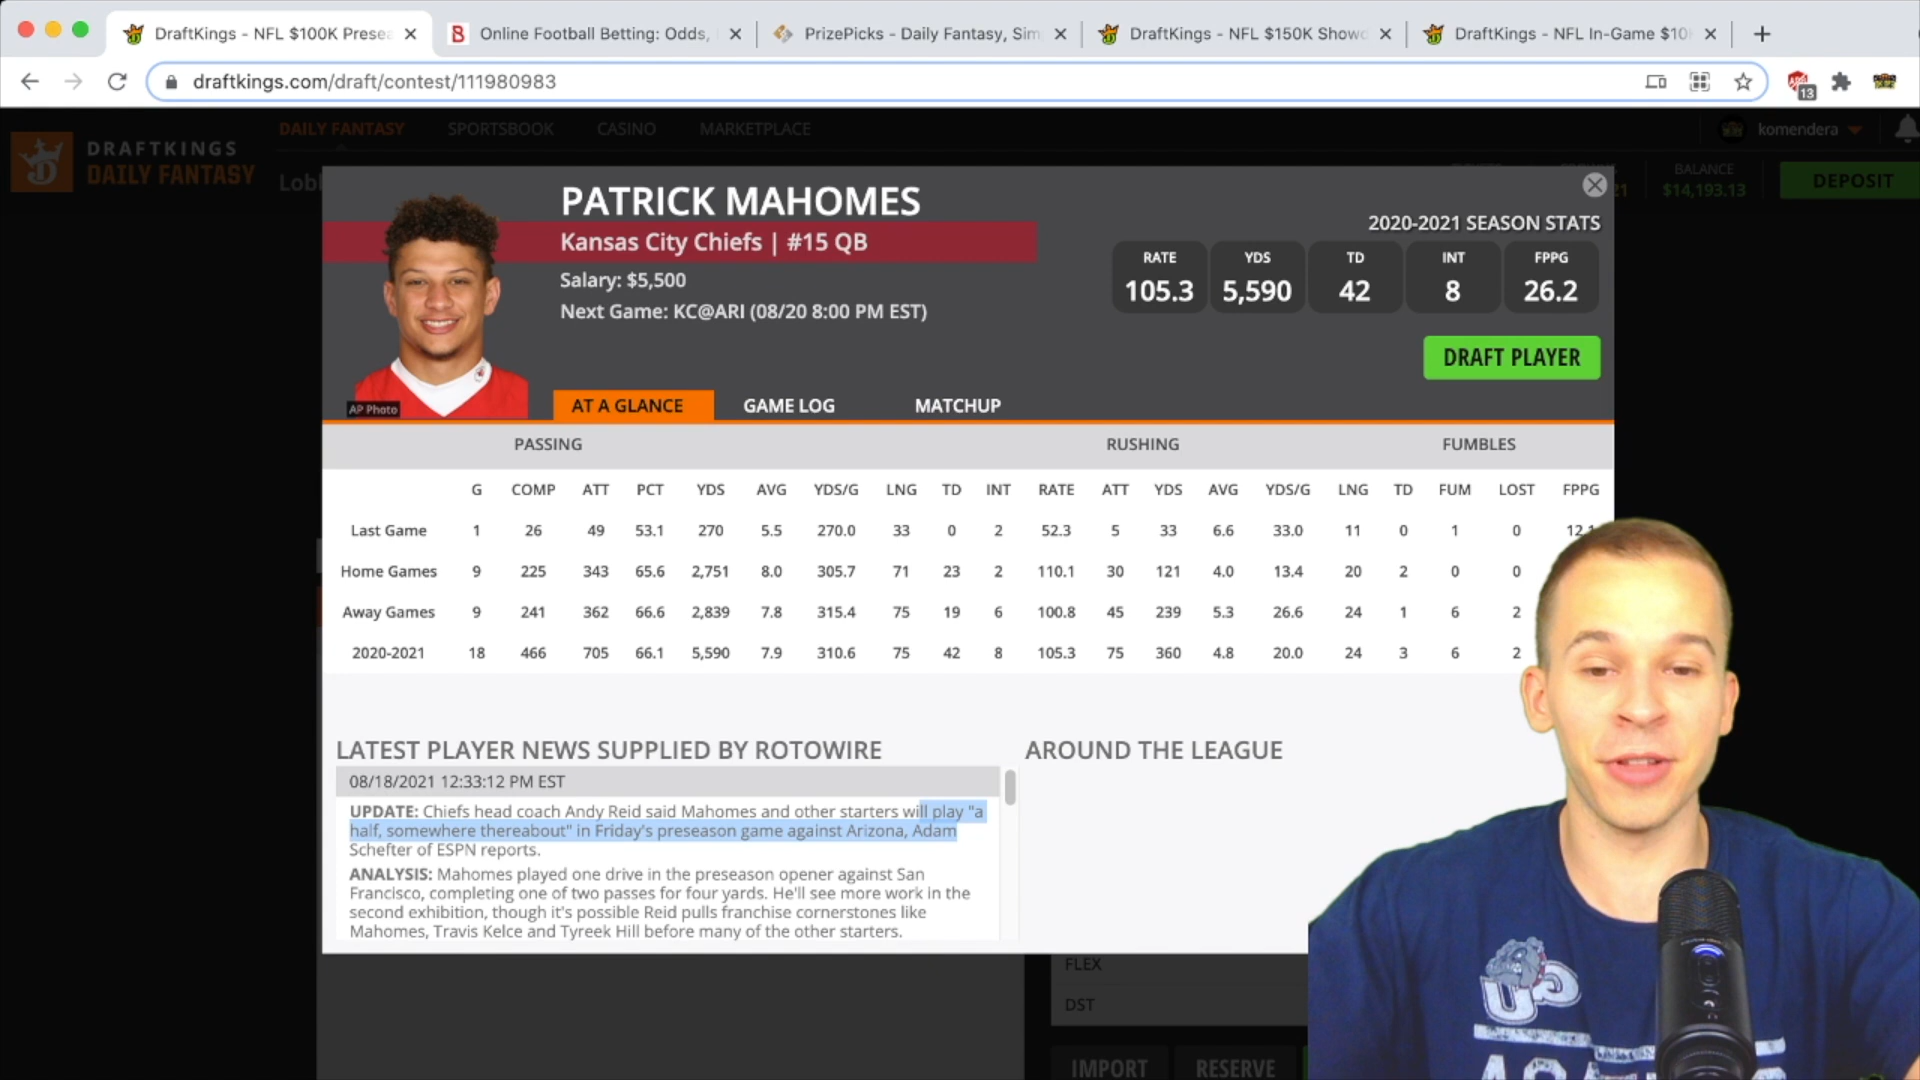 DraftKings - NFL $100K Prese
Online Football Betting: Odds,
PrizePicks - Daily Fantasy, Sim
DraftKings - NFL $150K Showd
DraftKings - NFL In-Game $10
draftkings.com/draft/contest/111980983
13
DRAFTKINGS
DAILY FANTASY
DAILY FANTASY SPORTSBOOK CASINO MARKETPLACE
komendera
BALANCE
$14,193.13
DEPOSIT
PATRICK MAHOMES
Kansas City Chiefs | #15 QB
Salary: $5,500
Next Game: KC@ARI (08/20 8:00 PM EST)
AP Photo
2020-2021 SEASON STATS
RATE YDS TD INT FPPG
105.3 5,590 42 8 26.2
DRAFT PLAYER
AT A GLANCE GAME LOG MATCHUP
PASSING RUSHING FUMBLES
G COMP ATT PCT YDS AVG YDS/G LNG TD INT RATE ATT YDS AVG YDS/G LNG TD FUM LOST FPPG
Last Game 1 26 49 53.1 270 5.5 270.0 33 0 2 52.3 5 33 6.6 33.0 11 0 1 0 12.1
Home Games 9 225 343 65.6 2,751 8.0 305.7 71 23 2 110.1 30 121 4.0 13.4 20 2 0 0
Away Games 9 241 362 66.6 2,839 7.8 315.4 75 19 6 100.8 45 239 5.3 26.6 24 1 6 2
2020-2021 18 466 705 66.1 5,590 7.9 310.6 75 42 8 105.3 75 360 4.8 20.0 24 3 6 2
LATEST PLAYER NEWS SUPPLIED BY ROTOWIRE
08/18/2021 12:33:12 PM EST
UPDATE: Chiefs head coach Andy Reid said Mahomes and other starters will play "a
half, somewhere thereabout" in Friday's preseason game against Arizona, Adam
Schefter of ESPN reports.
ANALYSIS: Mahomes played one drive in the preseason opener against San
Francisco, completing one of two passes for four yards. He'll see more work in the
second exhibition, though it's possible Reid pulls franchise cornerstones like
Mahomes, Travis Kelce and Tyreek Hill before many of the other starters.
AROUND THE LEAGUE
FLEX
DST
IMPORT RESERVE